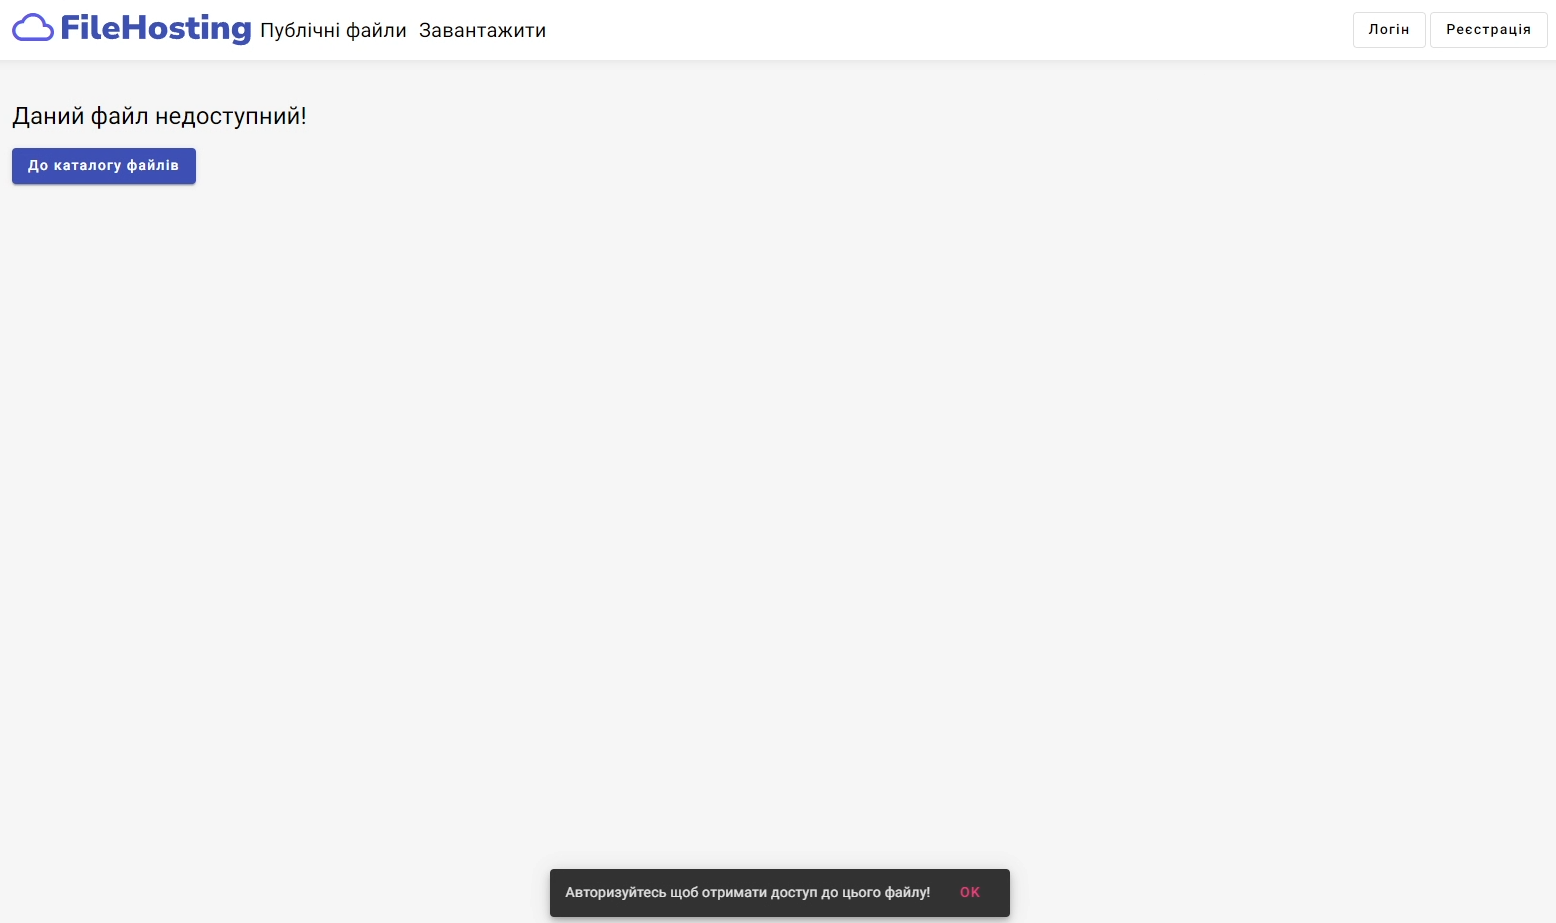 FileHosting Публічні файли Завантажити Логін Реєстрація
Даний файл недоступний!
До каталогу файлів
Авторизуйтесь щоб отримати доступ до цього файлу! OK